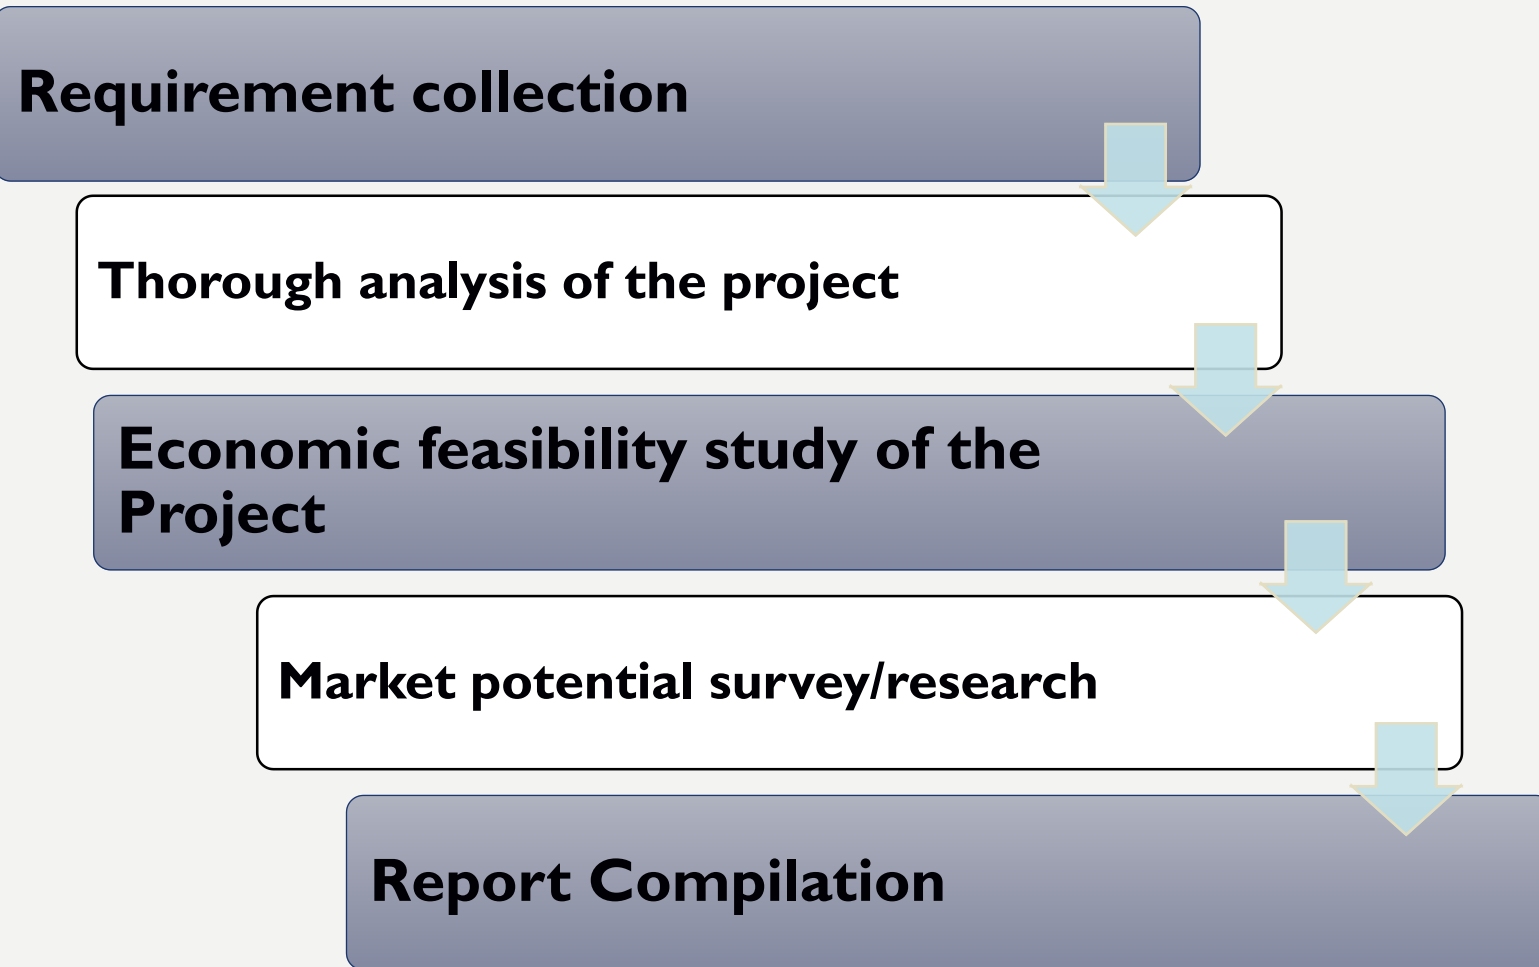 Requirement collection
Thorough analysis of the project
Economic feasibility study of the
Project
Market potential survey/research
Report Compilation